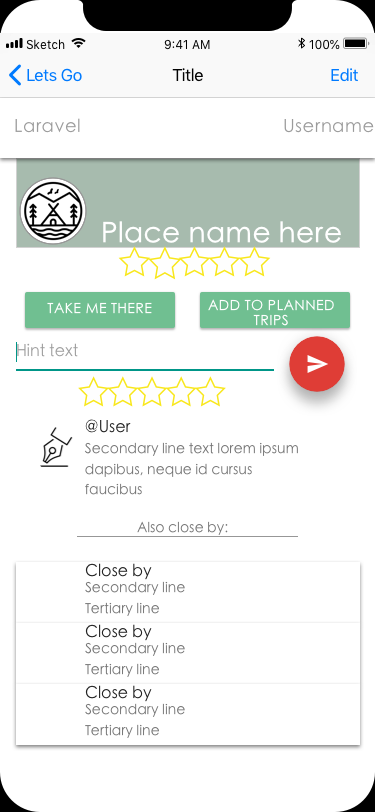 Sketch 9:41 AM 100%
Lets Go Title Edit
Laravel Username
Place name here
TAKE ME THERE
ADD TO PLANNED
TRIPS
Hint text
@User
Secondary line text lorem ipsum
dapibus, neque id cursus
faucibus
Also close by:
Close by
Secondary line
Tertiary line
Close by
Secondary line
Tertiary line
Close by
Secondary line
Tertiary line